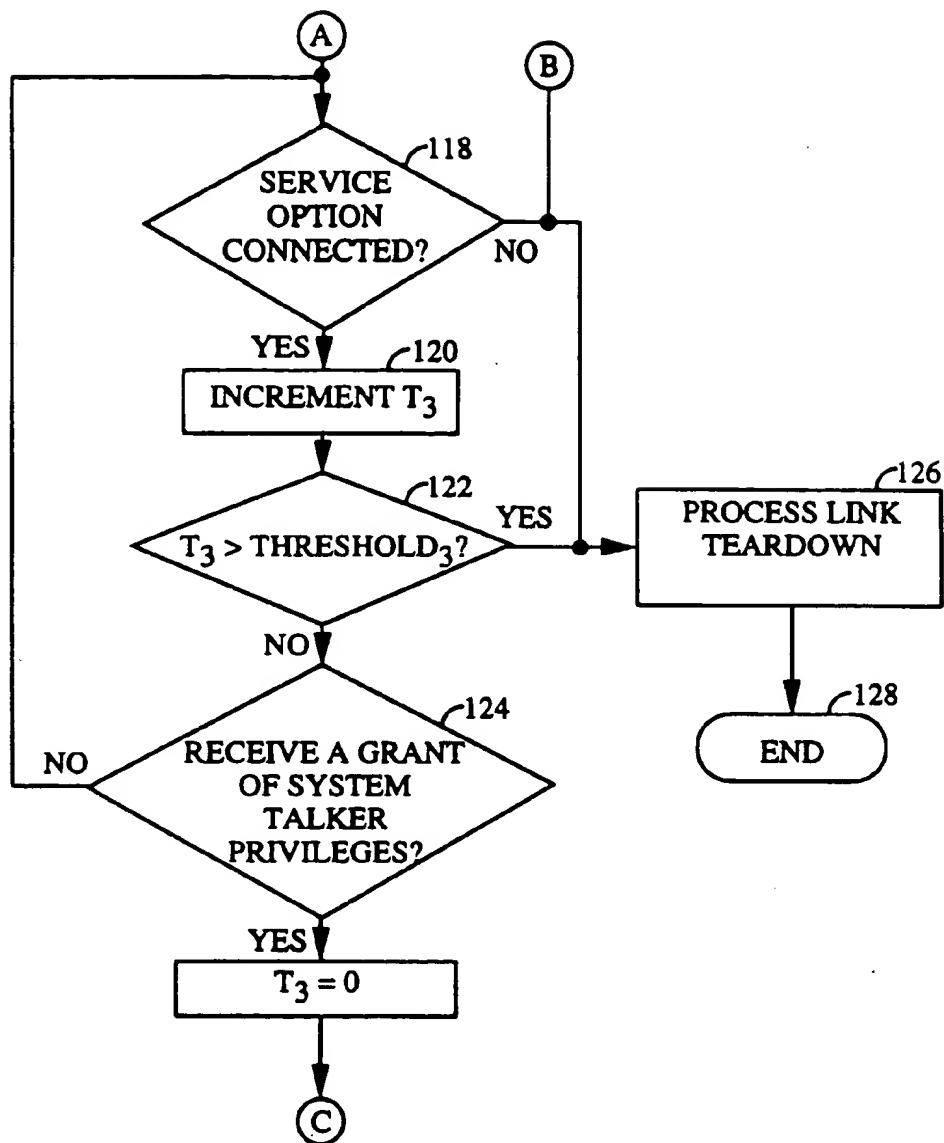 A
B
118
SERVICE
OPTION
CONNECTED?
NO
YES
120
INCREMENT T3
122
T3 > THRESHOLD3?
YES
126
PROCESS LINK
TEARDOWN
NO
124
RECEIVE A GRANT
OF SYSTEM
TALKER
PRIVILEGES?
NO
128
END
YES
T3 = 0
C